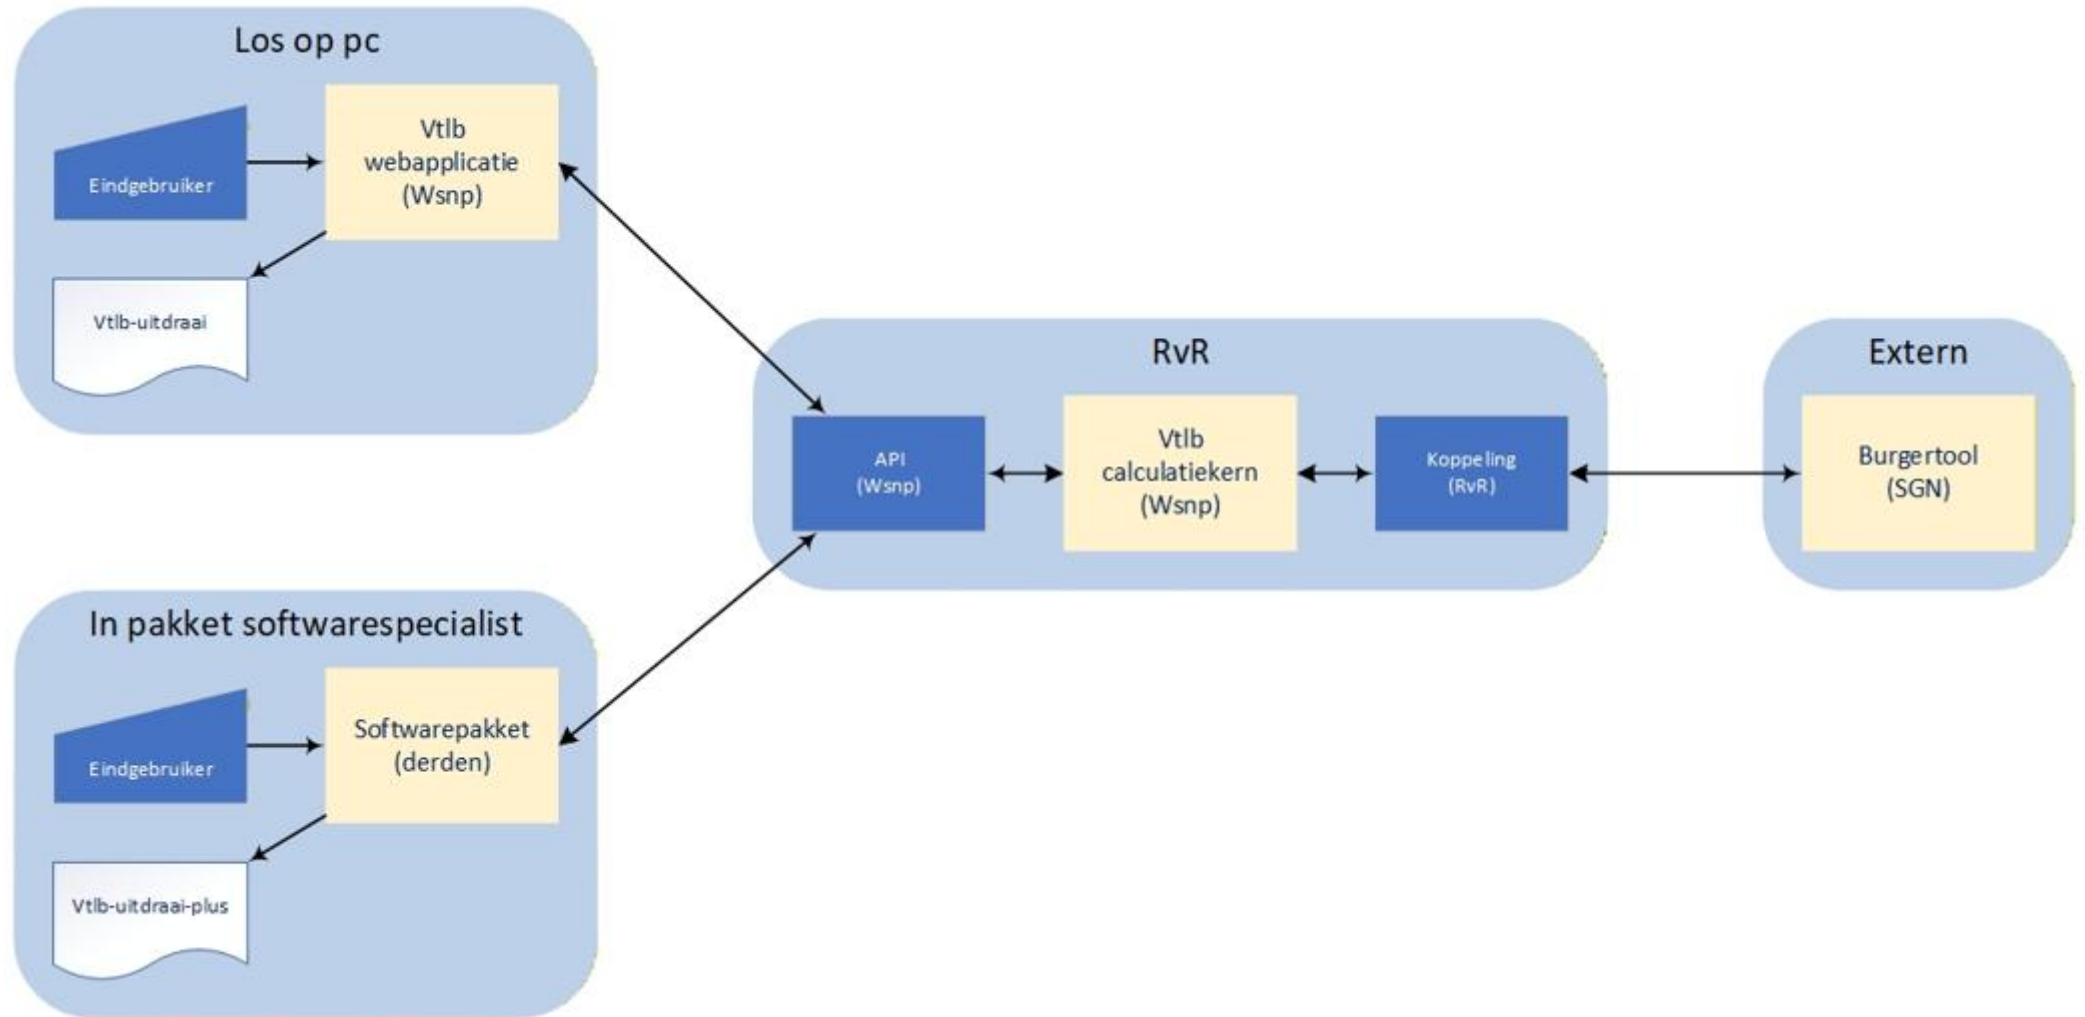 Los op pc
Eindgebruiker
Vtlb
webapplicatie
(Wsnp)
Vtlb-uitdraai
In pakket softwarespecialist
Eindgebruiker
Softwarepakket
(derden)
Vtlb-uitdraai-plus
RvR
API
(Wsnp)
Vtlb
calculatiekern
(Wsnp)
Koppeling
(RvR)
Extern
Burgertool
(SGN)